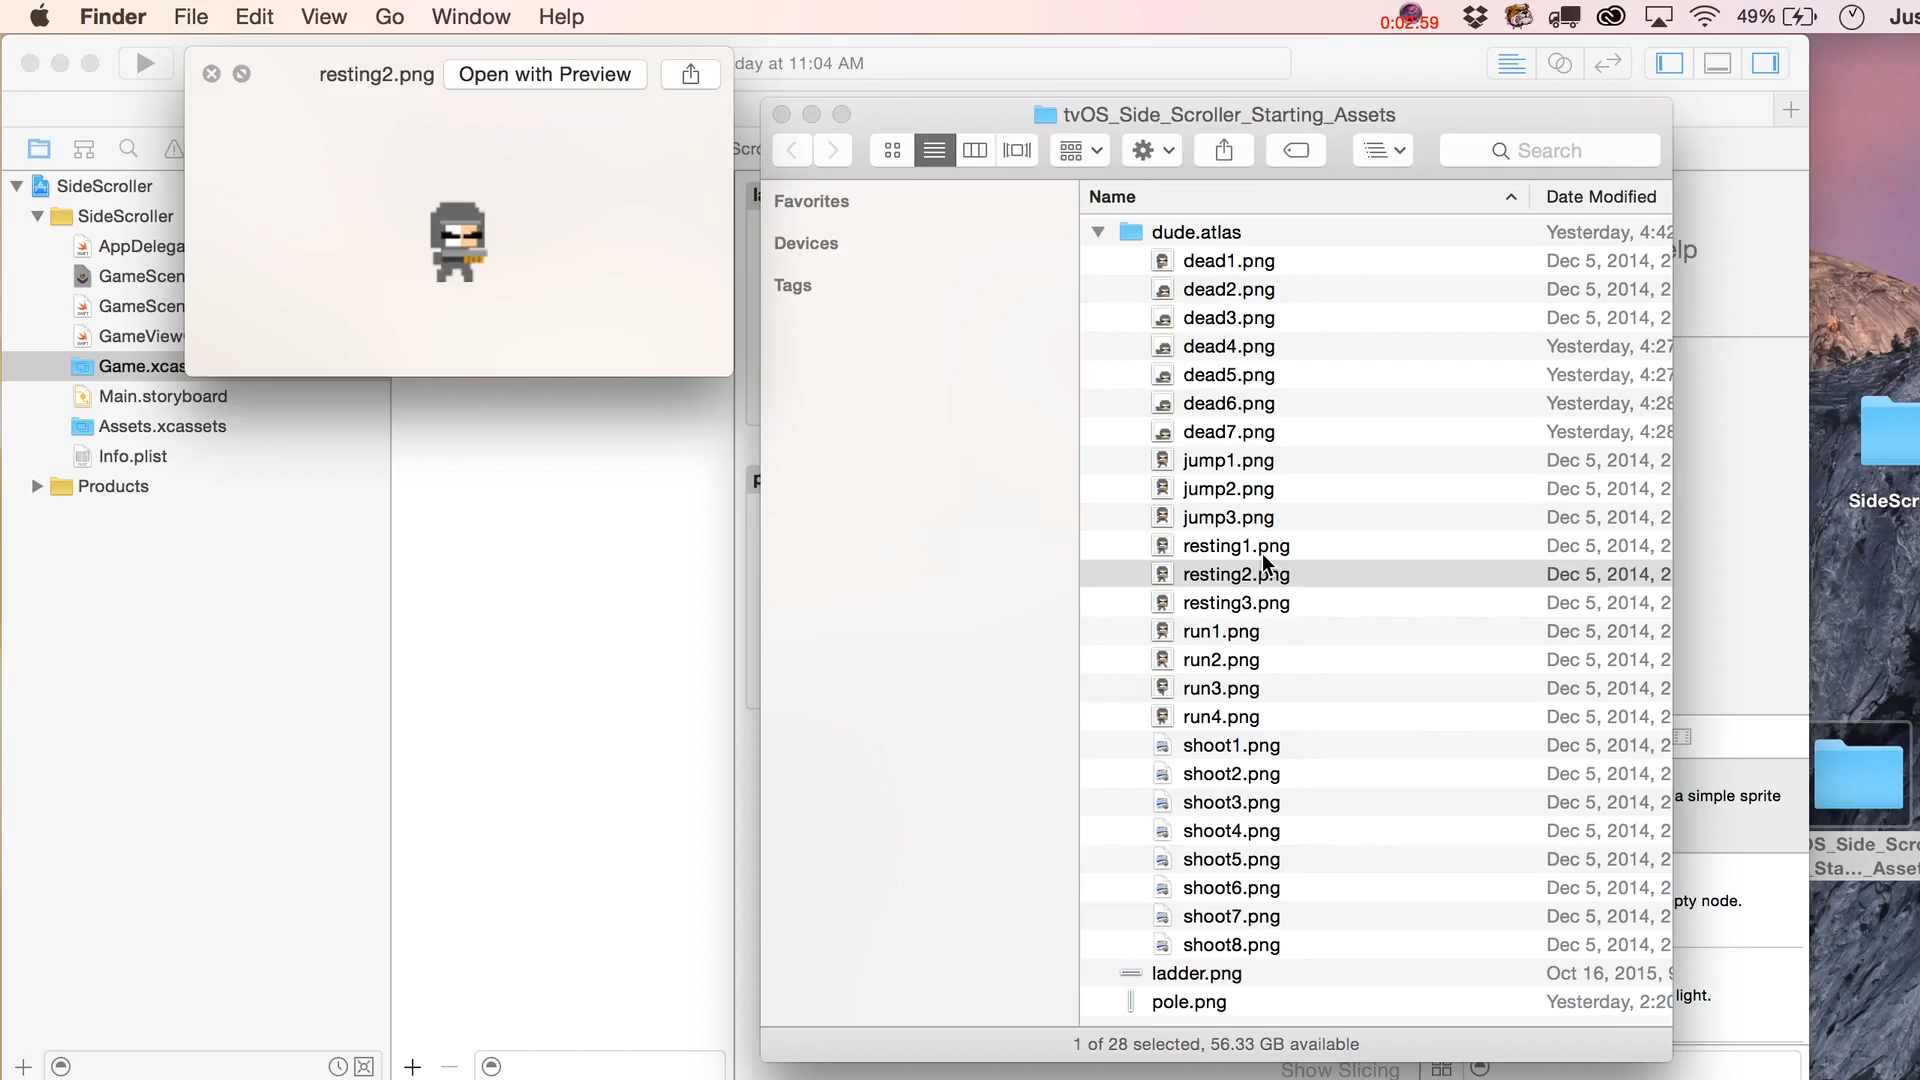 Finder File Edit View Go Window Help 0:02:59 49% Jus
resting2.png Open with Preview
day at 11:04 AM
tvOS_Side_Scroller_Starting_Assets
Search
SideScroller
SideScroller
AppDelega
GameScen
GameScen
GameView
Game.xcas
Main.storyboard
Assets.xcassets
Info.plist
Products
Scro
Favorites
Devices
Tags
Name Date Modified
dude.atlas Yesterday, 4:42
dead1.png Dec 5, 2014, 2
dead2.png Dec 5, 2014, 2
dead3.png Dec 5, 2014, 2
dead4.png Yesterday, 4:27
dead5.png Yesterday, 4:27
dead6.png Yesterday, 4:28
dead7.png Yesterday, 4:28
jump1.png Dec 5, 2014, 2
jump2.png Dec 5, 2014, 2
jump3.png Dec 5, 2014, 2
resting1.png Dec 5, 2014, 2
resting2.png Dec 5, 2014, 2
resting3.png Dec 5, 2014, 2
run1.png Dec 5, 2014, 2
run2.png Dec 5, 2014, 2
run3.png Dec 5, 2014, 2
run4.png Dec 5, 2014, 2
shoot1.png Dec 5, 2014, 2
shoot2.png Dec 5, 2014, 2
shoot3.png Dec 5, 2014, 2
shoot4.png Dec 5, 2014, 2
shoot5.png Dec 5, 2014, 2
shoot6.png Dec 5, 2014, 2
shoot7.png Dec 5, 2014, 2
shoot8.png Dec 5, 2014, 2
ladder.png Oct 16, 2015, 9
pole.png Yesterday, 2:20
1 of 28 selected, 56.33 GB available
Show Slicing
elp
a simple sprite
pty node.
light.
SideScr
OS_Side_Scro
_Sta..._Asset